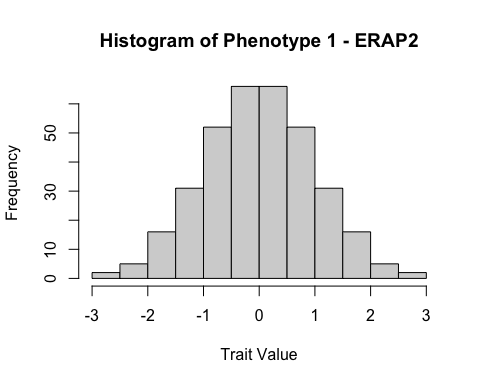 Histogram of Phenotype 1 - ERAP2
Frequency
50
30
10
0
-3 -2 -1 0 1 2 3
Trait Value